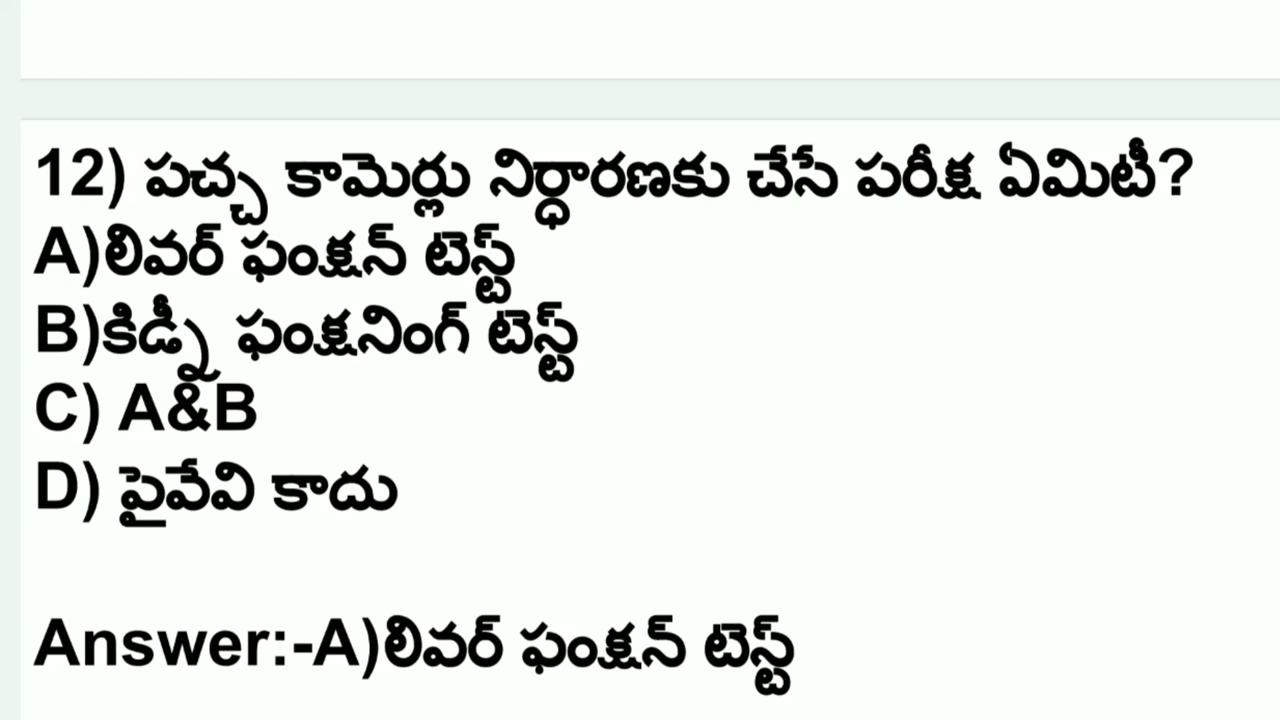 12) పచ్చ కామెర్లు నిర్ధారణకు చేసే పరీక్ష ఏమిటీ?
A)లివర్ ఫంక్షన్ టెస్ట్
B)కిడ్నీ ఫంక్షనింగ్ టెస్ట్
C) A&B
D) పైవేవి కాదు
Answer:-A)లివర్ ఫంక్షన్ టెస్ట్